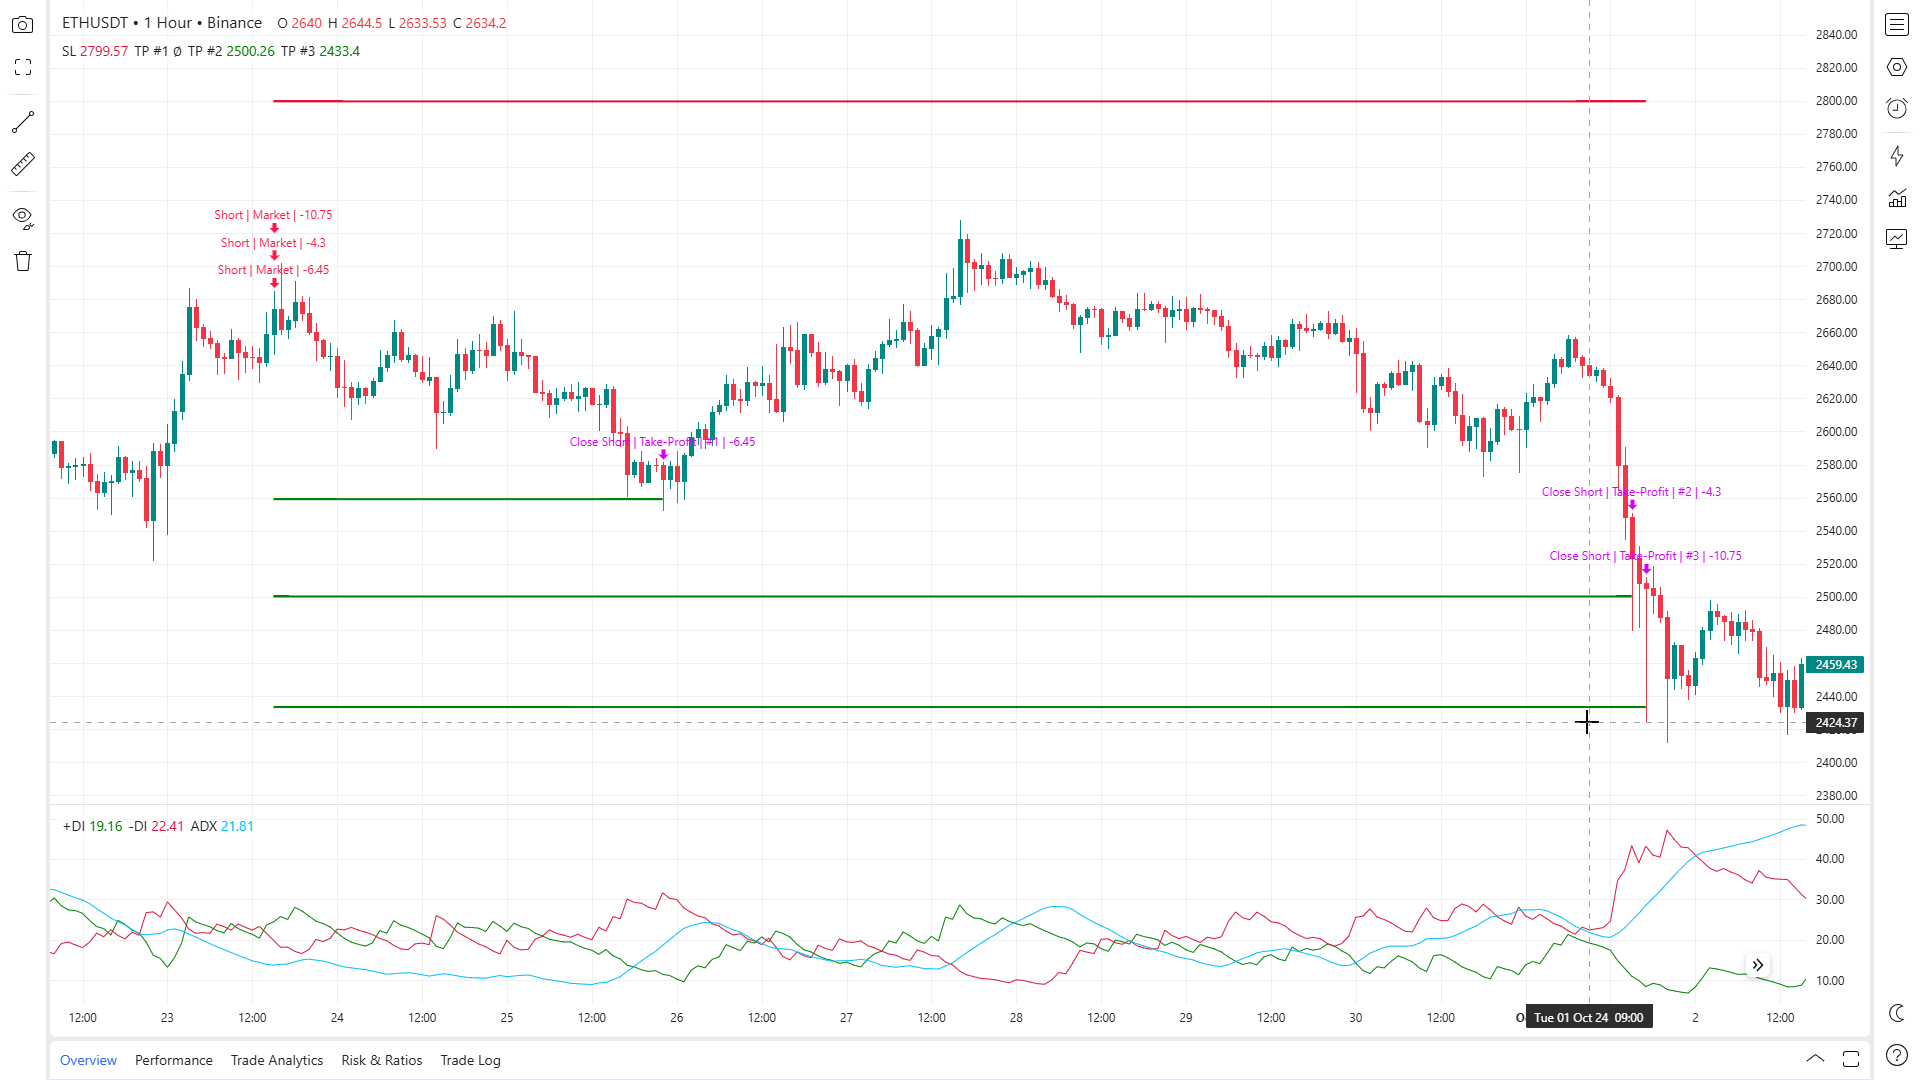 ETHUSDT • 1 Hour • Binance O 2640 H 2644.5 L 2633.53 C 2634.2
SL 2799.57 TP #1 ∅ TP #2 2500.26 TP #3 2433.4
2840.00
2820.00
2800.00
2780.00
2760.00
2740.00
2720.00
2700.00
2680.00
2660.00
2640.00
2620.00
2600.00
2580.00
2560.00
2540.00
2520.00
2500.00
2480.00
2459.43
2440.00
2424.37
2400.00
2380.00
Short | Market | -10.75
Short | Market | -4.3
Short | Market | -6.45
Close Short | Take-Profit | #1 | -6.45
Close Short | Take-Profit | #2 | -4.3
Close Short | Take-Profit | #3 | -10.75
+DI 19.16 -DI 22.41 ADX 21.81
50.00
40.00
30.00
20.00
10.00
12:00 23 12:00 24 12:00 25 12:00 26 12:00 27 12:00 28 12:00 29 12:00 30 12:00 Tue 01 Oct 24 09:00 2 12:00
Overview Performance Trade Analytics Risk & Ratios Trade Log